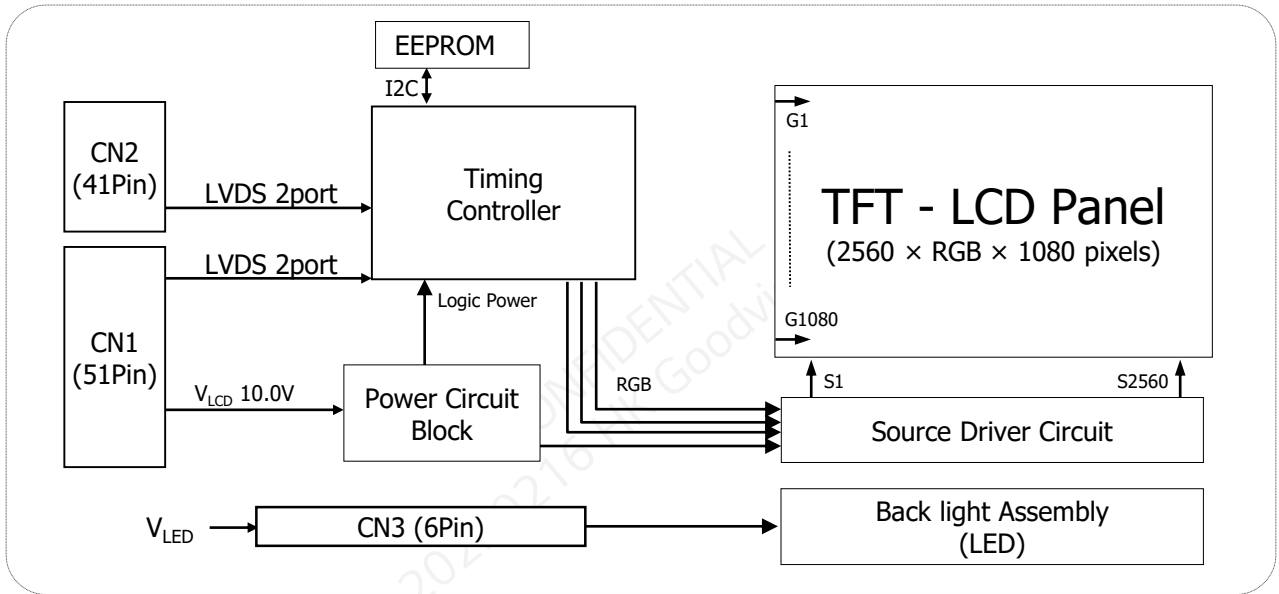 EEPROM
I2C
CN2
(41Pin)
LVDS 2port
Timing
Controller
G1
TFT - LCD Panel
(2560 × RGB × 1080 pixels)
LVDS 2port
Logic Power
G1080
CN1
(51Pin)
V_LCD 10.0V
Power Circuit
Block
RGB
S1
S2560
Source Driver Circuit
V_LED
CN3 (6Pin)
Back light Assembly
(LED)